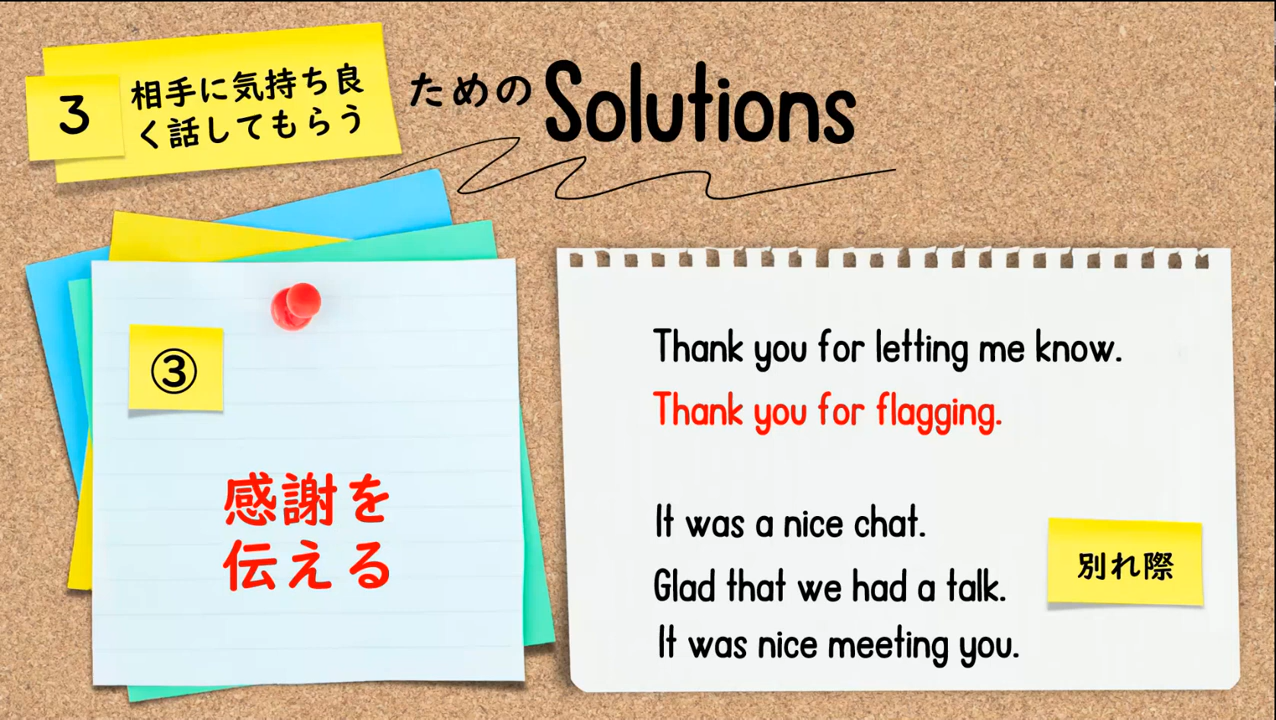 3
相手に気持ち良
く話してもらう
ための Solutions
③
感謝を
伝える
Thank you for letting me know.
Thank you for flagging.
It was a nice chat.
Glad that we had a talk.
It was nice meeting you.
別れ際